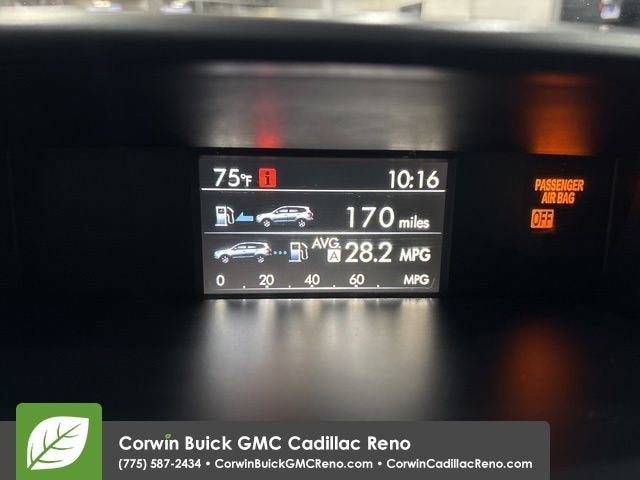 75°F i 10:16
170 miles
AVG
A 28.2 MPG
0 20 40 60 MPG
PASSENGER
AIR BAG
OFF
Corwin Buick GMC Cadillac Reno
(775) 587-2434 • CorwinBuickGMCReno.com • CorwinCadillacReno.com